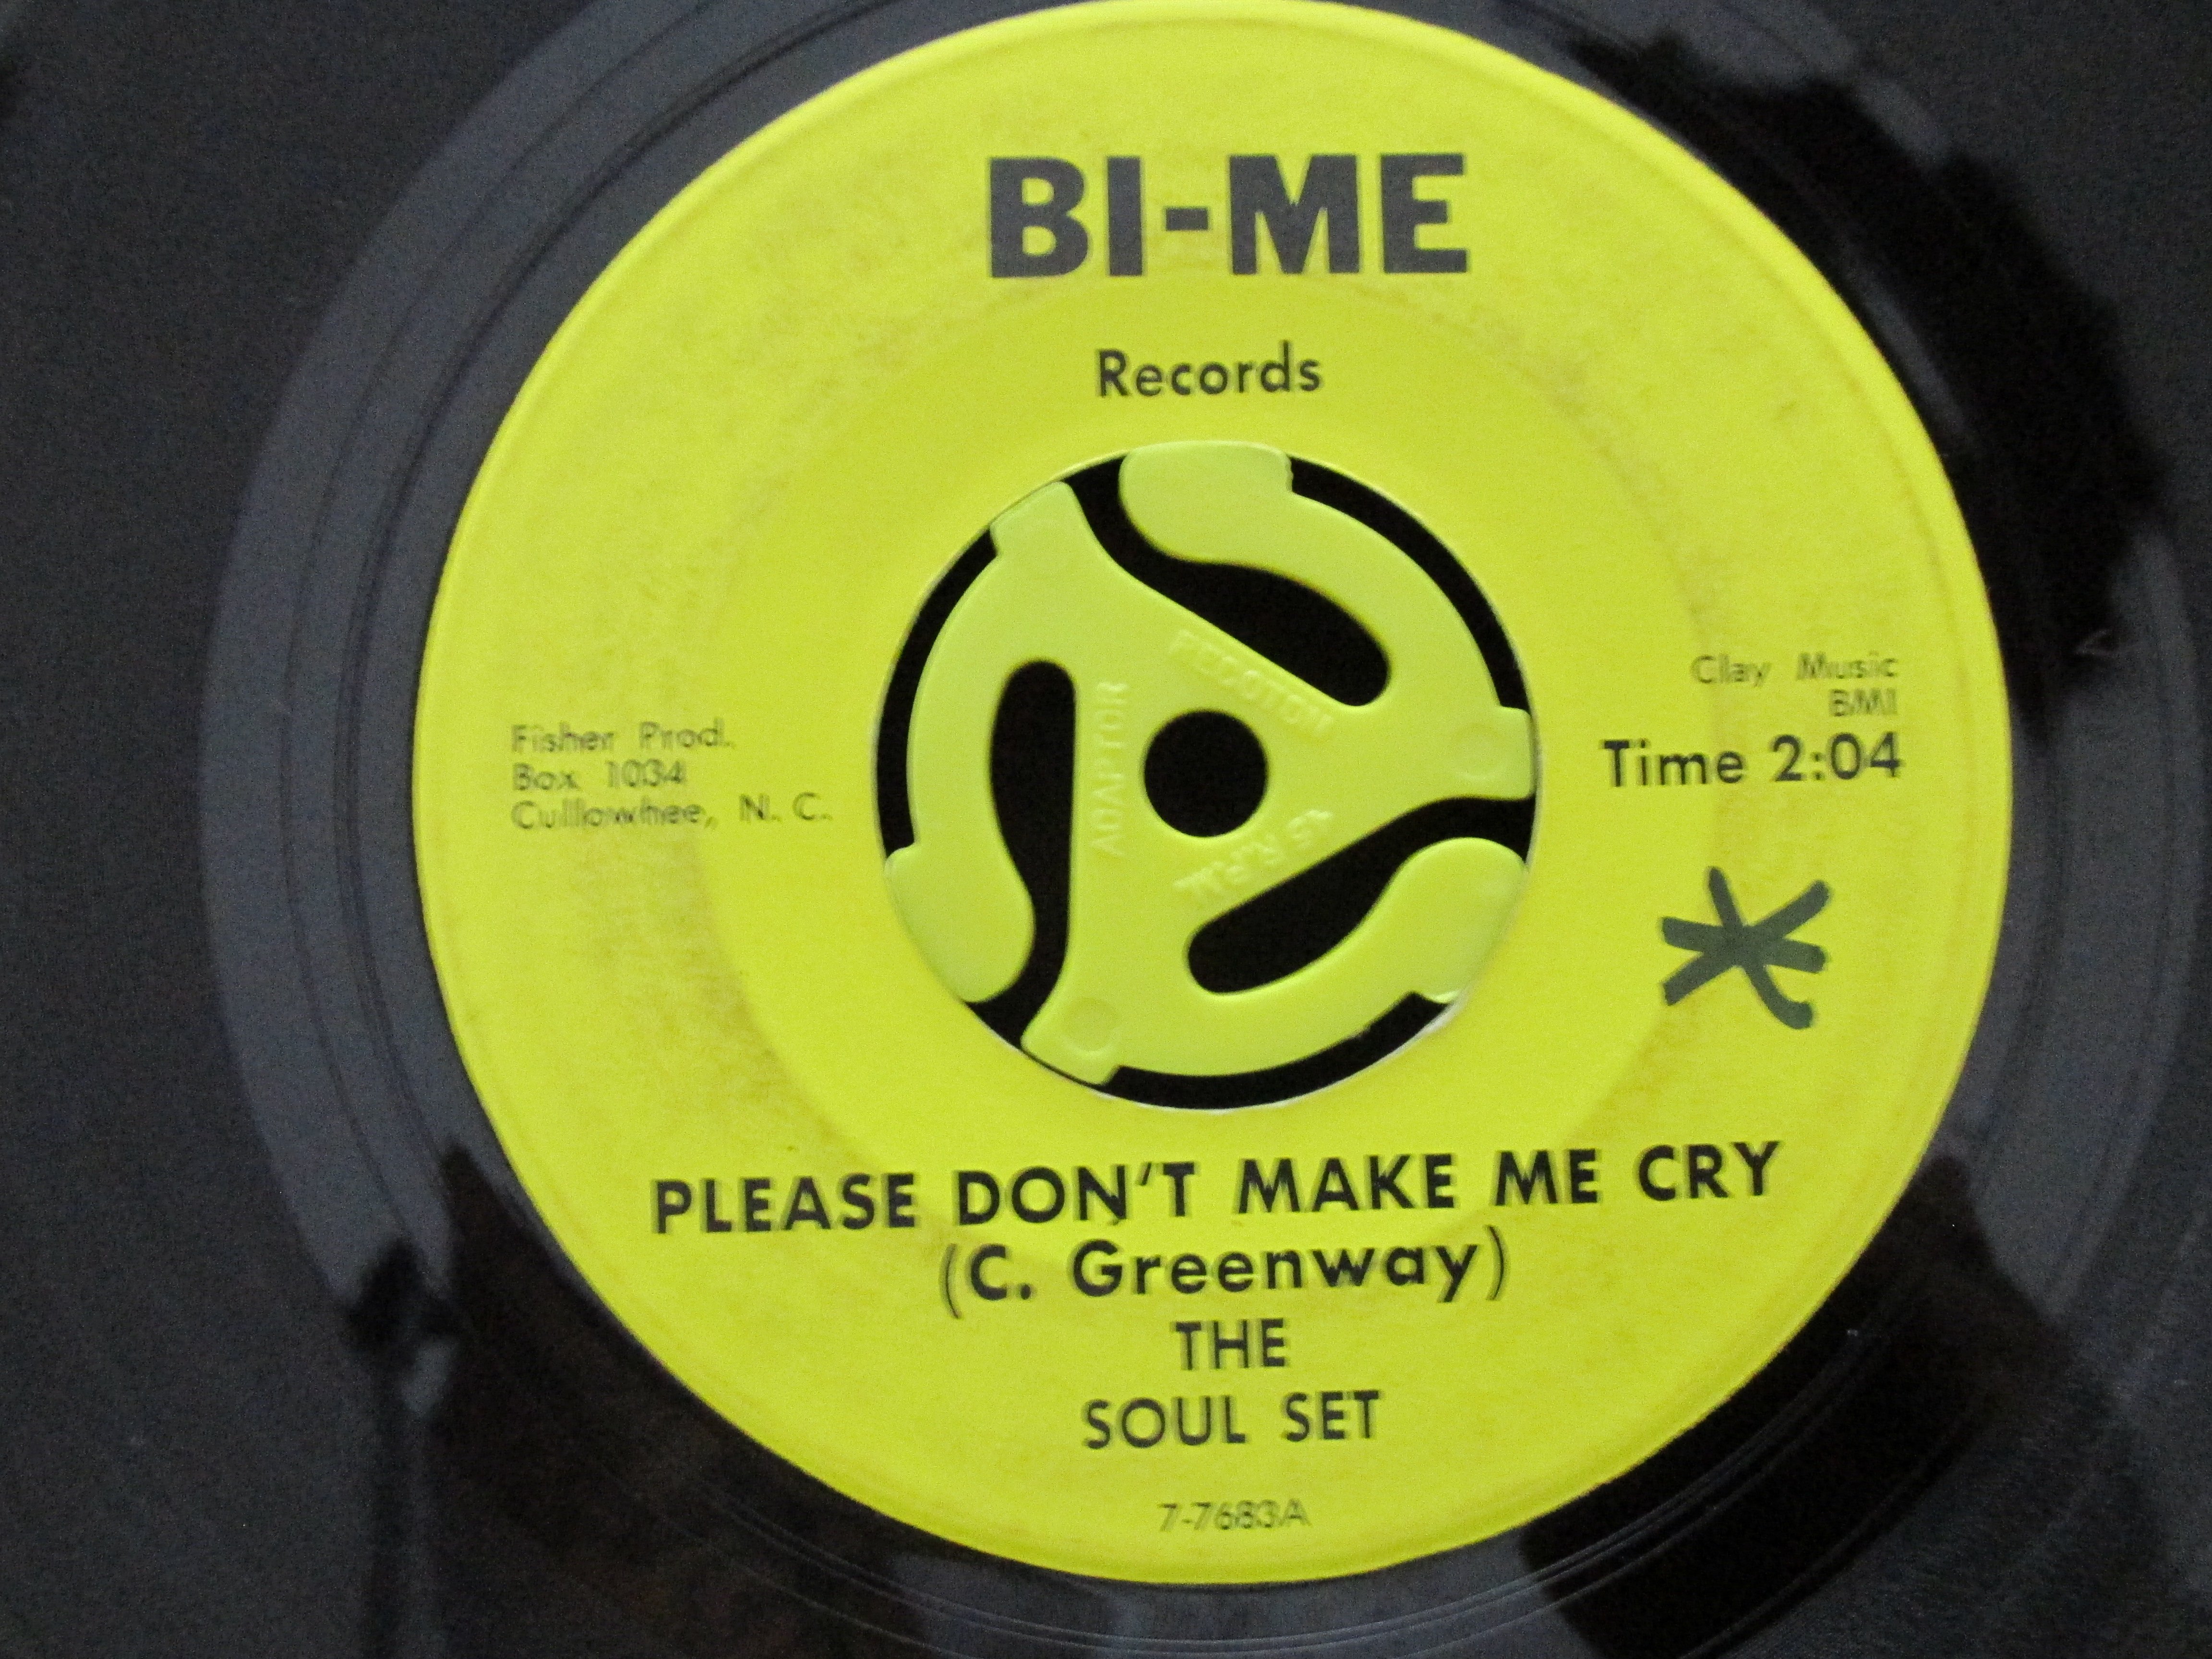 BI-ME
Records
RECOTON
ADAPTOR
45 R.P.M.
Clay Music
BMI
Time 2:04
Fisher Prod.
Box 1034
Cullowhee, N. C.
PLEASE DON'T MAKE ME CRY
(C. Greenway)
THE
SOUL SET
7-7683A